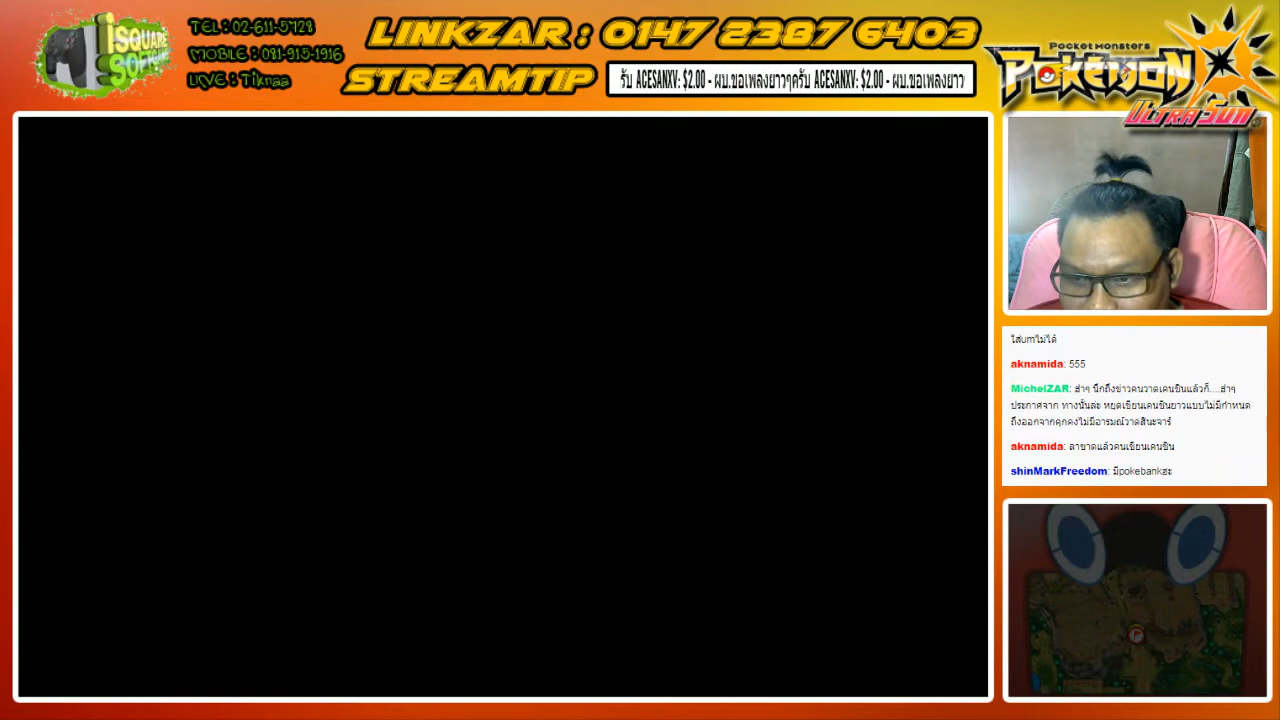 iSQUARE
SOFTWARE
TEL : 02-611-5728
MOBILE : 081-915-1916
LINE : Tiknaa
LINKZAR : 0147 2387 6403
STREAMTIP
รับ ACESANXV: $2.00 - ผบ.ขอเพลงยาวๆครับ ACESANXV: $2.00 - ผบ.ขอเพลงยาว
POCKET MONSTERS
POKÉMON
ULTRA SUN
ใส่บทไม่ได้
aknamida: 555
MichelZAR: ฮ่าๆ นึกถึงข่าวคนวาดเคนชินแล้วก็....ฮ่าๆ
ประกาศจาก ทางนั้นล่ะ หยุดเขียนเคนชินยาวแบบไม่มีกำหนด
ถึงออกจากคุกคงไม่มีอารมณ์วาดสินะจาร์
aknamida: ลาขาดแล้วคนเขียนเคนชิน
shinMarkFreedom: มีpokebankฮะ